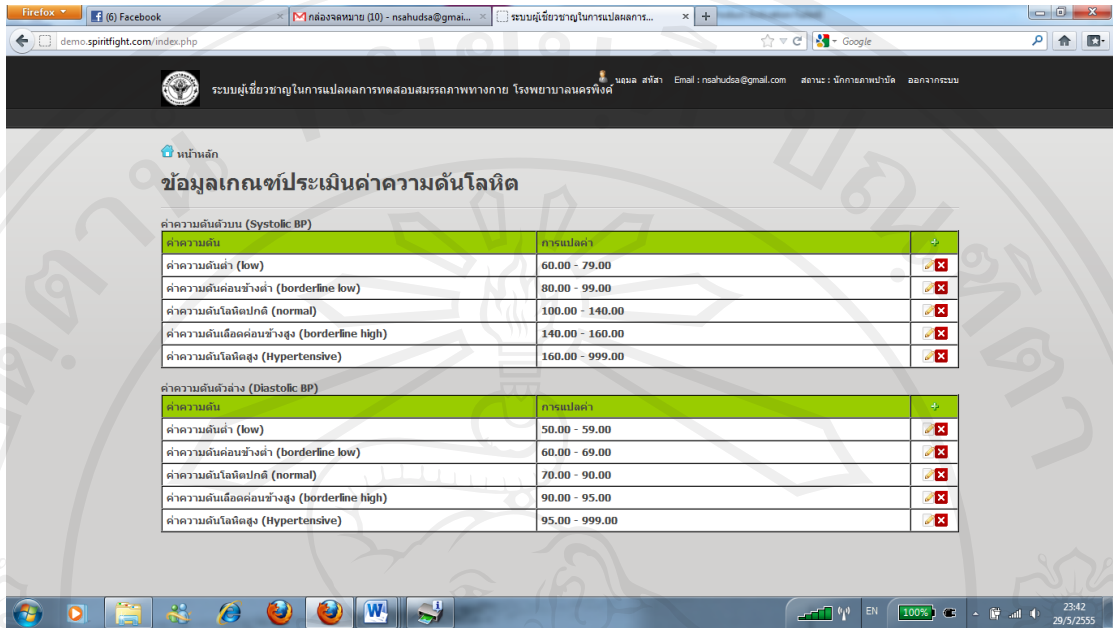 Firefox
(6) Facebook
กล่องจดหมาย (10) - nsahudsa@gmai...
ระบบผู้เชี่ยวชาญในการแปลผลการ...
demo.spiritfight.com/index.php
Google
ระบบผู้เชี่ยวชาญในการแปลผลการทดสอบสมรรถภาพทางกาย โรงพยาบาลนครพิงค์
นฤมล สหัสา Email : nsahudsa@gmail.com สถานะ : นักกายภาพบำบัด ออกจากระบบ
หน้าหลัก
ข้อมูลเกณฑ์ประเมินค่าความดันโลหิต
ค่าความดันตัวบน (Systolic BP)
ค่าความดัน การแปลค่า
ค่าความดันต่ำ (low) 60.00 - 79.00
ค่าความดันค่อนข้างต่ำ (borderline low) 80.00 - 99.00
ค่าความดันโลหิตปกติ (normal) 100.00 - 140.00
ค่าความดันเลือดค่อนข้างสูง (borderline high) 140.00 - 160.00
ค่าความดันโลหิตสูง (Hypertensive) 160.00 - 999.00
ค่าความดันตัวล่าง (Diastolic BP)
ค่าความดัน การแปลค่า
ค่าความดันต่ำ (low) 50.00 - 59.00
ค่าความดันค่อนข้างต่ำ (borderline low) 60.00 - 69.00
ค่าความดันโลหิตปกติ (normal) 70.00 - 90.00
ค่าความดันเลือดค่อนข้างสูง (borderline high) 90.00 - 95.00
ค่าความดันโลหิตสูง (Hypertensive) 95.00 - 999.00
EN 100% 23:42
29/5/2555